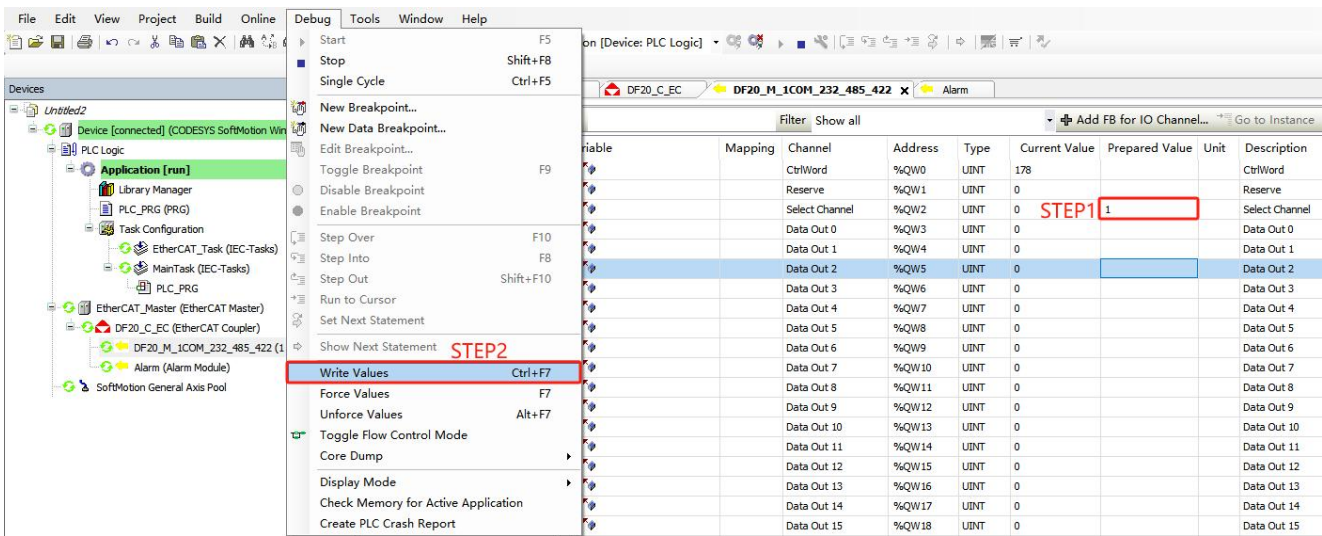 File Edit View Project Build Online Debug Tools Window Help
Start F5
on [Device: PLC Logic]
Stop Shift+F8
Single Cycle Ctrl+F5
Devices
DF20_C_EC DF20_M_1COM_232_485_422 x Alarm
Untitled2
New Breakpoint...
Filter Show all Add FB for IO Channel... Go to Instance
Device [connected] (CODESYS SoftMotion Win
New Data Breakpoint...
PLC Logic
Edit Breakpoint...
riable Mapping Channel Address Type Current Value Prepared Value Unit Description
Application [run]
Toggle Breakpoint F9
CtrlWord %QW0 UINT 178 CtrlWord
Library Manager
Disable Breakpoint
Reserve %QW1 UINT 0 Reserve
PLC_PRG (PRG)
Enable Breakpoint
Select Channel %QW2 UINT 0 STEP1 1 Select Channel
Task Configuration
Data Out 0 %QW3 UINT 0 Data Out 0
EtherCAT_Task (IEC-Tasks)
Step Over F10
Data Out 1 %QW4 UINT 0 Data Out 1
MainTask (IEC-Tasks)
Step Into F8
Data Out 2 %QW5 UINT 0 Data Out 2
PLC_PRG
Step Out Shift+F10
Data Out 3 %QW6 UINT 0 Data Out 3
EtherCAT_Master (EtherCAT Master)
Run to Cursor
Data Out 4 %QW7 UINT 0 Data Out 4
DF20_C_EC (EtherCAT Coupler)
Set Next Statement
Data Out 5 %QW8 UINT 0 Data Out 5
DF20_M_1COM_232_485_422 (1
Show Next Statement STEP2
Data Out 6 %QW9 UINT 0 Data Out 6
Alarm (Alarm Module)
Write Values Ctrl+F7
Data Out 7 %QW10 UINT 0 Data Out 7
SoftMotion General Axis Pool
Force Values F7
Data Out 8 %QW11 UINT 0 Data Out 8
Unforce Values Alt+F7
Data Out 9 %QW12 UINT 0 Data Out 9
Toggle Flow Control Mode
Data Out 10 %QW13 UINT 0 Data Out 10
Core Dump
Data Out 11 %QW14 UINT 0 Data Out 11
Data Out 12 %QW15 UINT 0 Data Out 12
Display Mode
Data Out 13 %QW16 UINT 0 Data Out 13
Check Memory for Active Application
Data Out 14 %QW17 UINT 0 Data Out 14
Create PLC Crash Report
Data Out 15 %QW18 UINT 0 Data Out 15